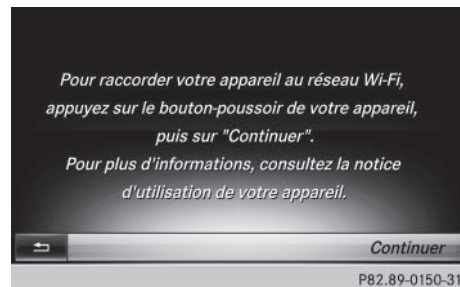 Pour raccorder votre appareil au réseau Wi-Fi,
appuyez sur le bouton-poussoir de votre appareil,
puis sur "Continuer".
Pour plus d'informations, consultez la notice
d'utilisation de votre appareil.
Continuer
P82.89-0150-31